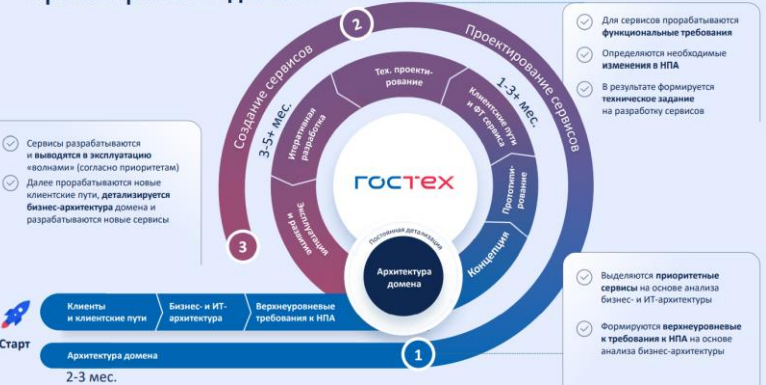 2
Создание сервисов
Проектирование сервисов
3-5+ мес.
1-3+ мес.
Тех. проекти-
рование
Итеративная
разработка
Клиентские пути
и ФТ сервиса
Эксплуатация
и развитие
Прототипи-
рование
Концепция
ГОСТЕХ
Постоянная детализация
Архитектура
домена
3
Сервисы разрабатываются
и выводятся в эксплуатацию
«волнами» (согласно приоритетам)
Далее прорабатываются новые
клиентские пути, детализируется
бизнес-архитектура домена и
разрабатываются новые сервисы
Для сервисов прорабатываются
функциональные требования
Определяются необходимые
изменения в НПА
В результате формируется
техническое задание
на разработку сервисов
Выделяются приоритетные
сервисы на основе анализа
бизнес- и ИТ-архитектуры
Формируются верхнеуровневые
к требования к НПА на основе
анализа бизнес-архитектуры
Старт
Клиенты
и клиентские пути
Бизнес- и ИТ-
архитектура
Верхнеуровневые
требования к НПА
Архитектура домена
1
2-3 мес.